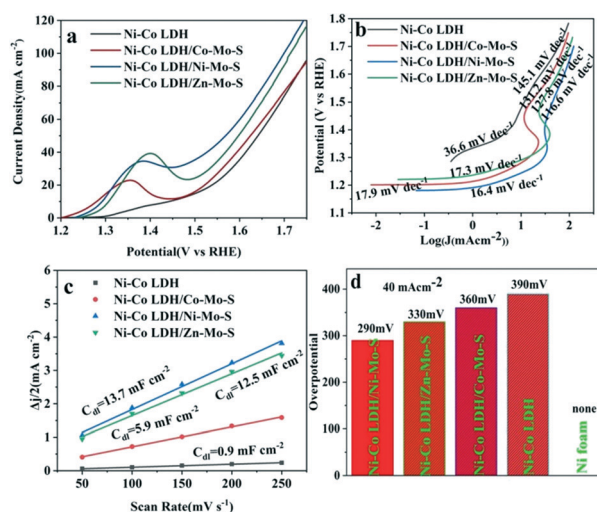 a
Ni-Co LDH
Ni-Co LDH/Co-Mo-S
Ni-Co LDH/Ni-Mo-S
Ni-Co LDH/Zn-Mo-S
Current Density(mA cm-2)
120
100
80
60
40
20
0
1.2 1.3 1.4 1.5 1.6 1.7
Potential(V vs RHE)
b
Ni-Co LDH
Ni-Co LDH/Co-Mo-S
Ni-Co LDH/Ni-Mo-S
Ni-Co LDH/Zn-Mo-S
Potential (V vs RHE)
1.8
1.7
1.6
1.5
1.4
1.3
1.2
1.1
145.1 mV dec-1
131.2 mV dec-1
127.8 mV dec-1
116.6 mV dec-1
36.6 mV dec-1
17.3 mV dec-1
17.9 mV dec-1
16.4 mV dec-1
-2 -1 0 1 2
Log(J(mAcm-2))
c
Ni-Co LDH
Ni-Co LDH/Co-Mo-S
Ni-Co LDH/Ni-Mo-S
Ni-Co LDH/Zn-Mo-S
Δj/2(mA cm-2)
6
4
2
0
Cdl=13.7 mF cm-2
Cdl=12.5 mF cm-2
Cdl=5.9 mF cm-2
Cdl=0.9 mF cm-2
50 100 150 200 250
Scan Rate(mV s-1)
d
40 mAcm-2
Overpotential
400
300
200
100
0
290mV
330mV
360mV
390mV
none
Ni-Co LDH/Ni-Mo-S
Ni-Co LDH/Zn-Mo-S
Ni-Co LDH/Co-Mo-S
Ni-Co LDH
Ni foam